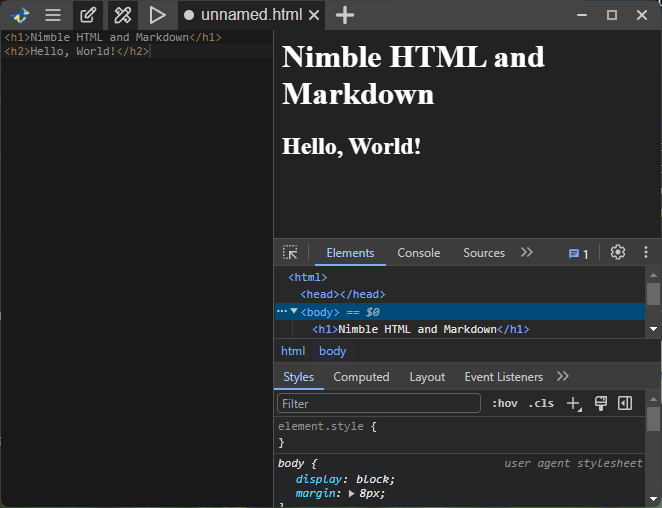 unnamed.html
<h1>Nimble HTML and Markdown</h1>
<h2>Hello, World!</h2>
Nimble HTML and
Markdown
Hello, World!
Elements Console Sources 1
<html>
<head></head>
<body> == $0
<h1>Nimble HTML and Markdown</h1>
html body
Styles Computed Layout Event Listeners
Filter :hov .cls
element.style {
}
body { user agent stylesheet
display: block;
margin: 8px;